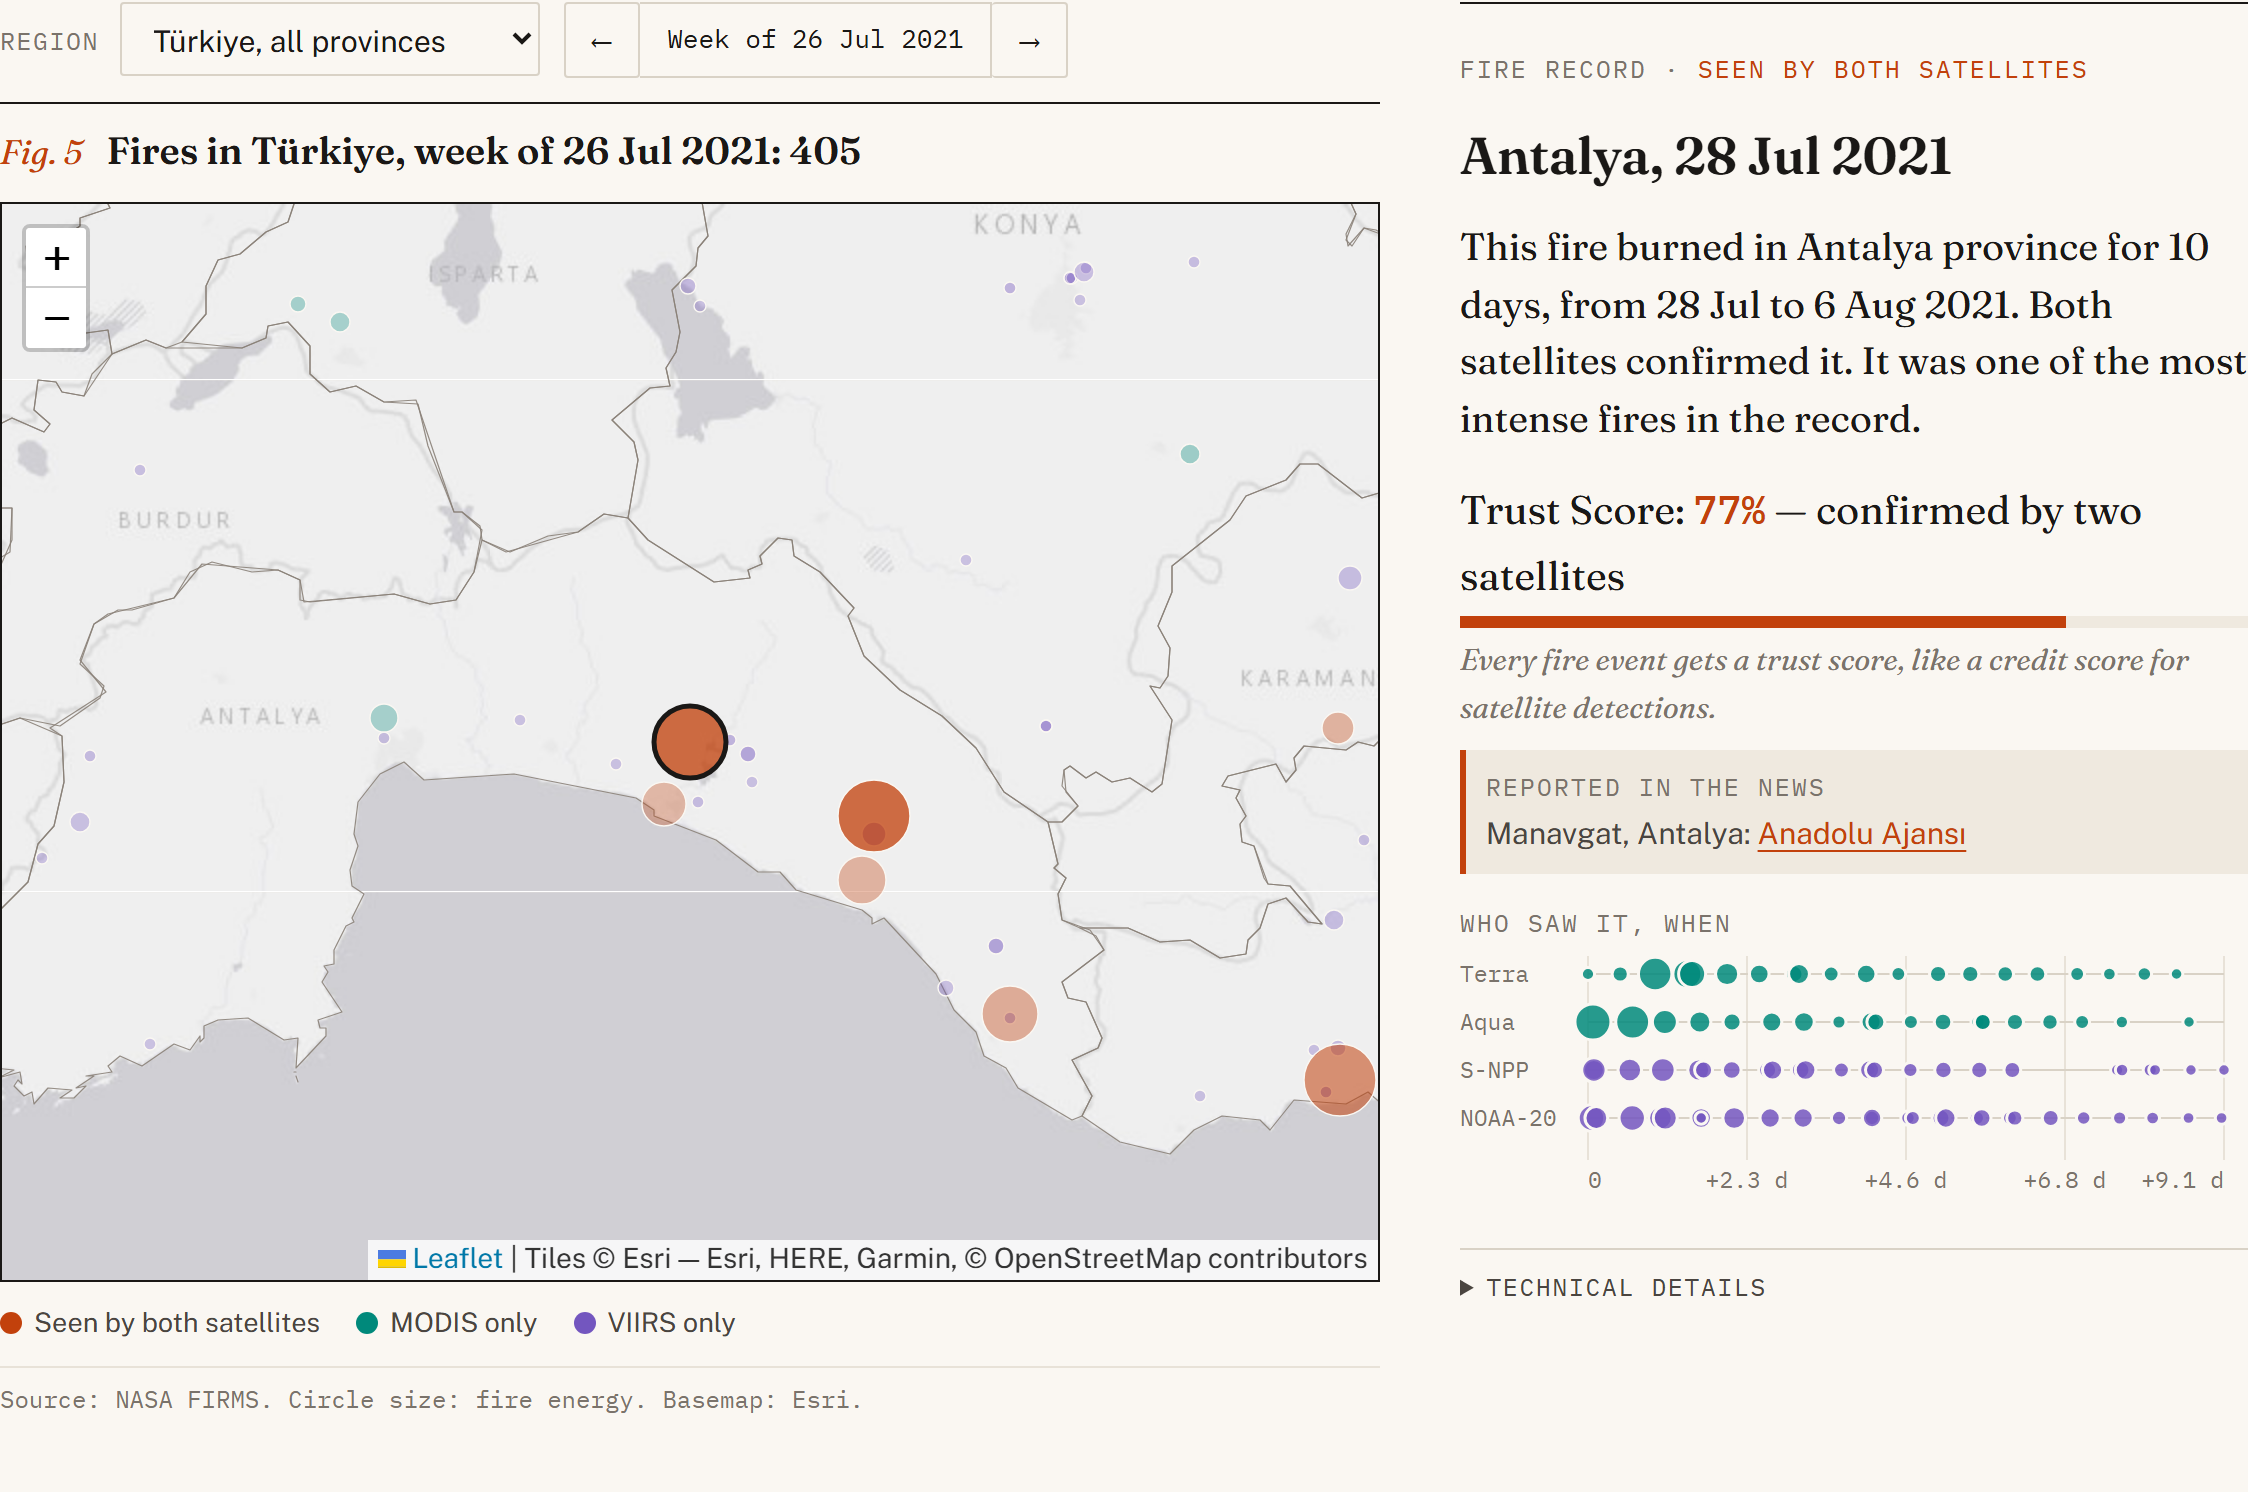 REGION
Türkiye, all provinces
←
Week of 26 Jul 2021
→
Fig. 5 Fires in Türkiye, week of 26 Jul 2021: 405
+
−
KONYA
ISPARTA
BURDUR
KARAMAN
ANTALYA
Leaflet | Tiles © Esri — Esri, HERE, Garmin, © OpenStreetMap contributors
Seen by both satellites
MODIS only
VIIRS only
Source: NASA FIRMS. Circle size: fire energy. Basemap: Esri.
FIRE RECORD · SEEN BY BOTH SATELLITES
Antalya, 28 Jul 2021
This fire burned in Antalya province for 10
days, from 28 Jul to 6 Aug 2021. Both
satellites confirmed it. It was one of the most
intense fires in the record.
Trust Score: 77% — confirmed by two
satellites
Every fire event gets a trust score, like a credit score for
satellite detections.
REPORTED IN THE NEWS
Manavgat, Antalya: Anadolu Ajansı
WHO SAW IT, WHEN
Terra
Aqua
S-NPP
NOAA-20
0 +2.3 d +4.6 d +6.8 d +9.1 d
▶ TECHNICAL DETAILS